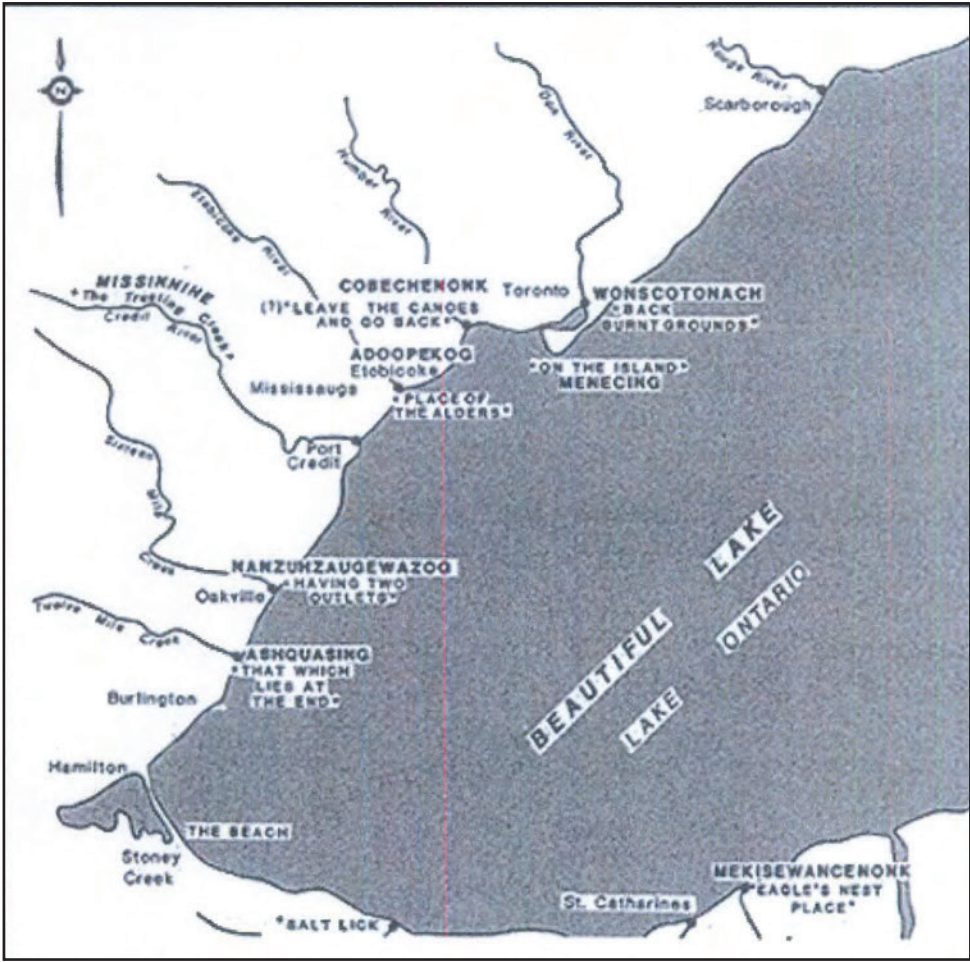 N
Rouge River
Scarborough
Don River
Humber River
Etobicoke River
MISSINNIHE
"The Trusting Creek"
Credit River
COBECHENONK
(?)"LEAVE THE CANOES
AND GO BACK"
Toronto
WONSCOTONACH
"BACK
BURNT GROUNDS"
ADOOPEKOG
Etobicoke
"PLACE OF
THE ALDERS"
"ON THE ISLAND"
MENECING
Mississauga
Port
Credit
Sixteen Mile Creek
NANZUHZAUGEWAZOG
"HAVING TWO
OUTLETS"
Oakville
Twelve Mile Creek
ASHQUASING
"THAT WHICH
LIES AT
THE END"
Burlington
BEAUTIFUL LAKE
LAKE ONTARIO
Hamilton
THE BEACH
Stoney
Creek
"SALT LICK"
St. Catharines
MEKISEWANCENONK
"EAGLE'S NEST
PLACE"